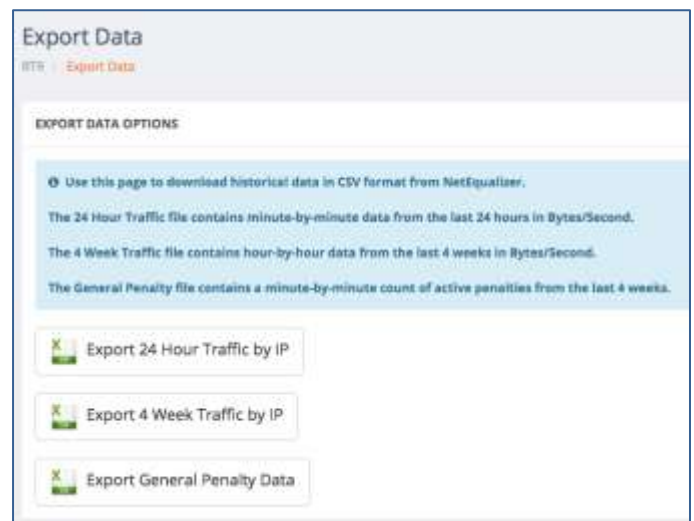 Export Data
RTR / Export Data
EXPORT DATA OPTIONS
Use this page to download historical data in CSV format from NetEqualizer.
The 24 Hour Traffic file contains minute-by-minute data from the last 24 hours in Bytes/Second.
The 4 Week Traffic file contains hour-by-hour data from the last 4 weeks in Bytes/Second.
The General Penalty file contains a minute-by-minute count of active penalties from the last 4 weeks.
Export 24 Hour Traffic by IP
Export 4 Week Traffic by IP
Export General Penalty Data